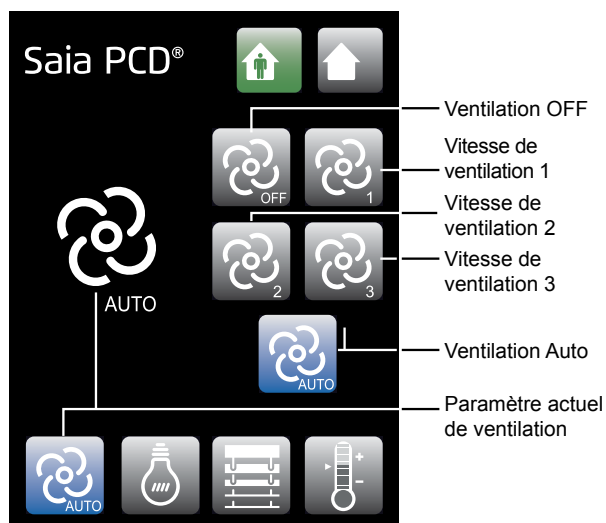 Saia PCD®
OFF
1
2
3
AUTO
AUTO
AUTO
+
-
Ventilation OFF
Vitesse de
ventilation 1
Vitesse de
ventilation 2
Vitesse de
ventilation 3
Ventilation Auto
Paramètre actuel
de ventilation